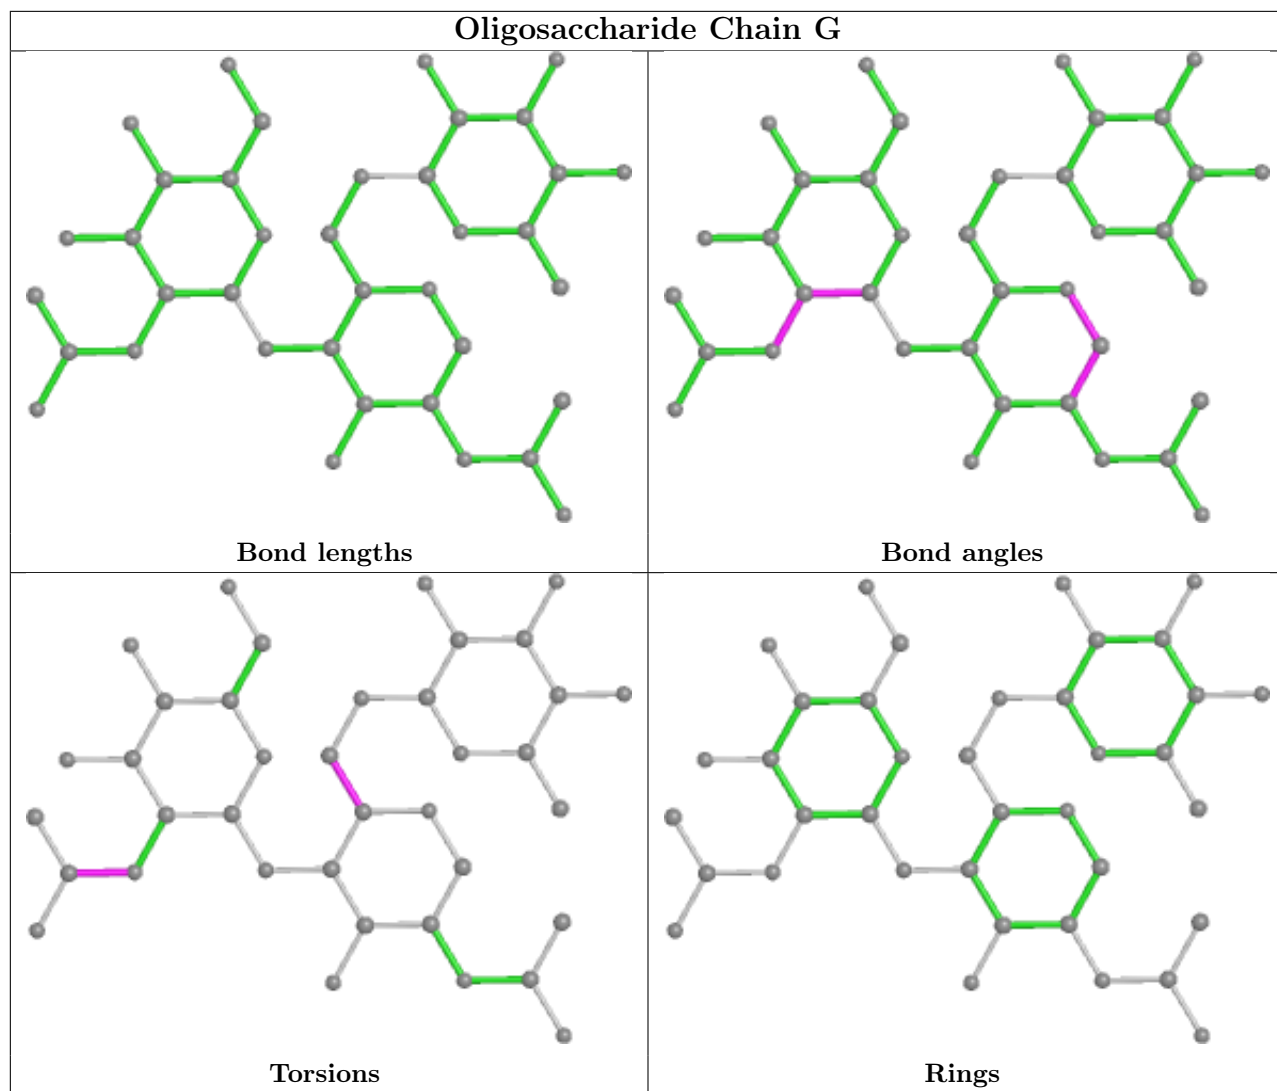 Oligosaccharide Chain G
Bond lengths
Bond angles
Torsions
Rings